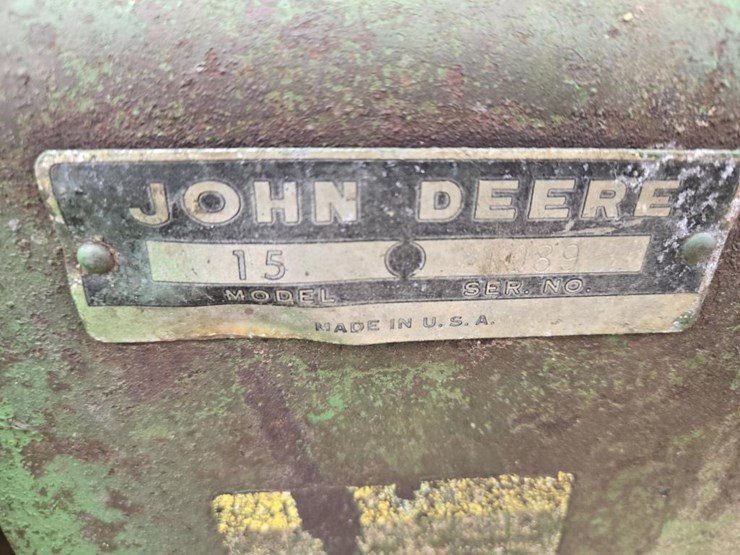 JOHN DEERE
15
MODEL SER. NO.
MADE IN U. S. A.